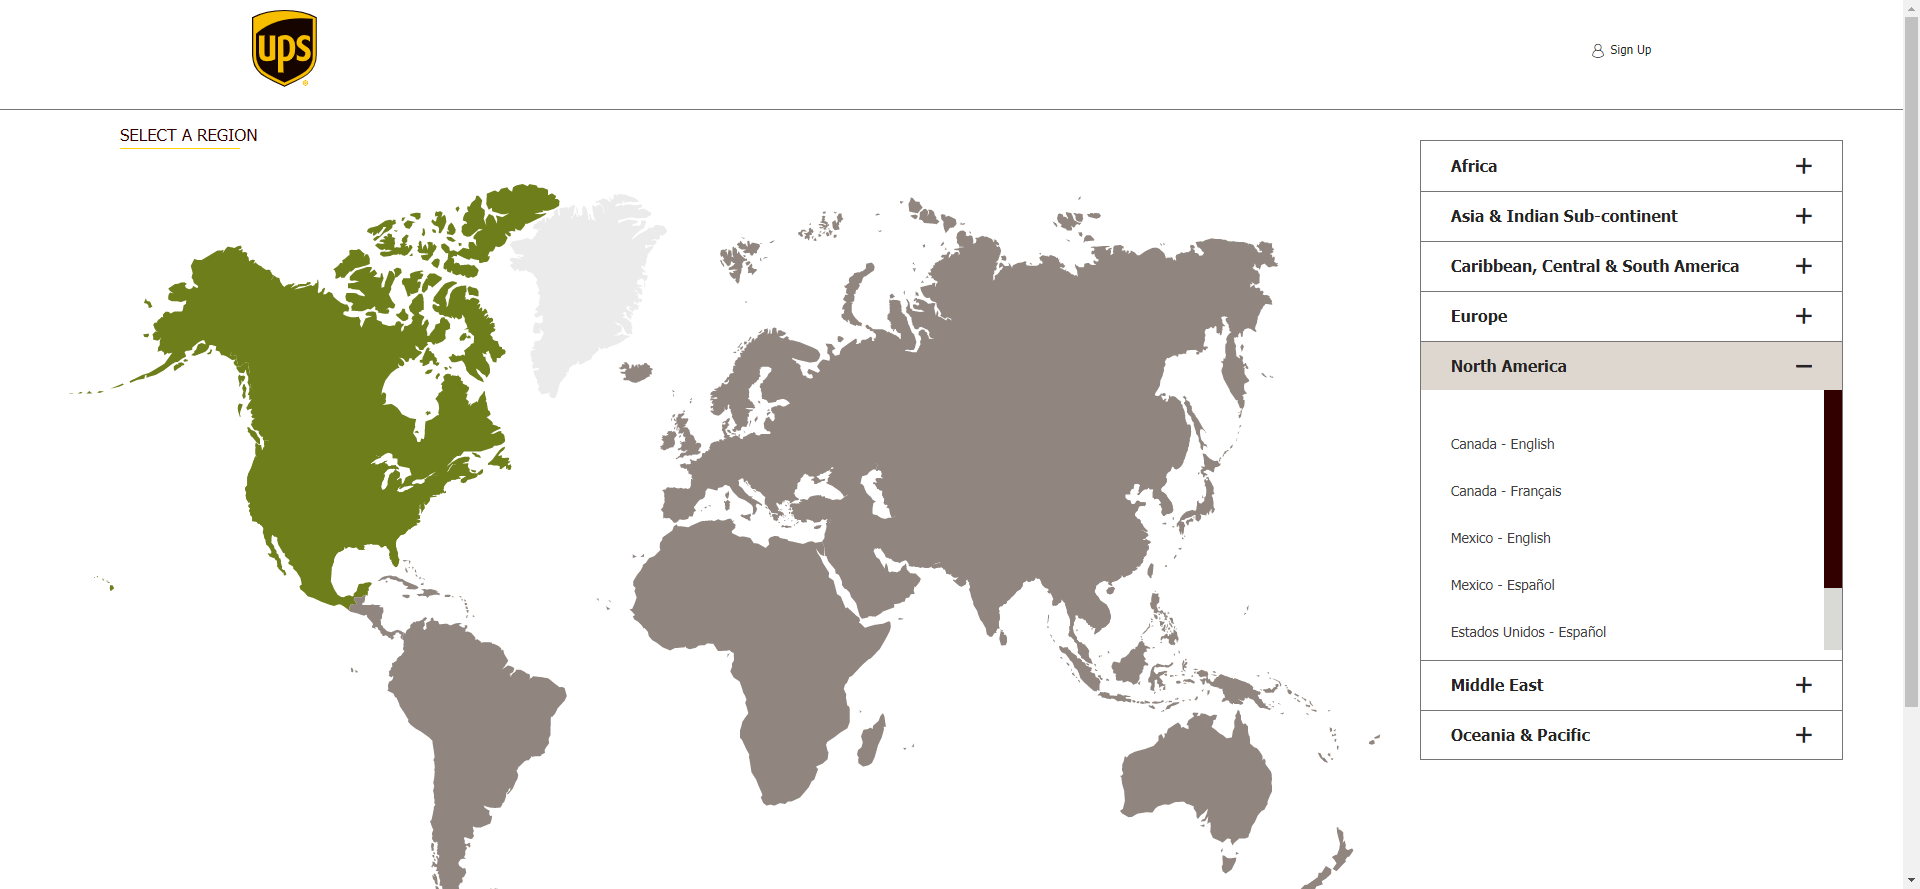 ups
Sign Up
SELECT A REGION
Africa
Asia & Indian Sub-continent
Caribbean, Central & South America
Europe
North America
Canada - English
Canada - Français
Mexico - English
Mexico - Español
Estados Unidos - Español
Middle East
Oceania & Pacific